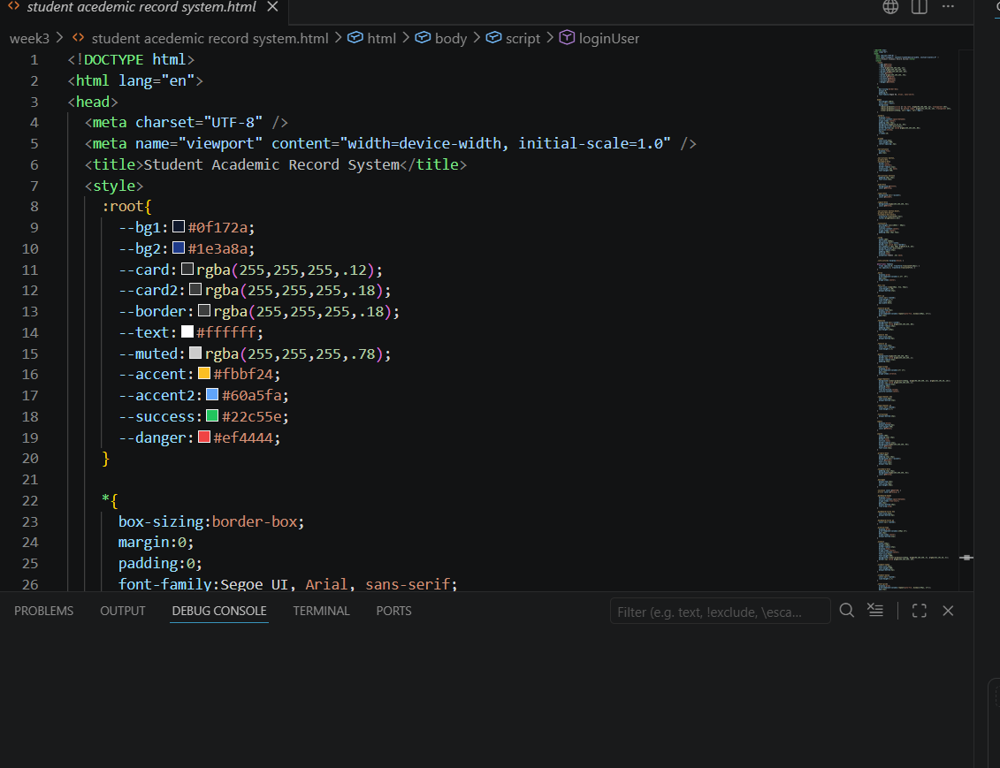 student acedemic record system.html
week3 > student acedemic record system.html > html > body > script > loginUser
1 <!DOCTYPE html>
2 <html lang="en">
3 <head>
4 <meta charset="UTF-8" />
5 <meta name="viewport" content="width=device-width, initial-scale=1.0" />
6 <title>Student Academic Record System</title>
7 <style>
8 :root{
9 --bg1:#0f172a;
10 --bg2:#1e3a8a;
11 --card:rgba(255,255,255,.12);
12 --card2:rgba(255,255,255,.18);
13 --border:rgba(255,255,255,.18);
14 --text:#ffffff;
15 --muted:rgba(255,255,255,.78);
16 --accent:#fbbf24;
17 --accent2:#60a5fa;
18 --success:#22c55e;
19 --danger:#ef4444;
20 }
21
22 *{
23 box-sizing:border-box;
24 margin:0;
25 padding:0;
26 font-family:Segoe UI, Arial, sans-serif;
PROBLEMS OUTPUT DEBUG CONSOLE TERMINAL PORTS Filter (e.g. text, !exclude, \esca...